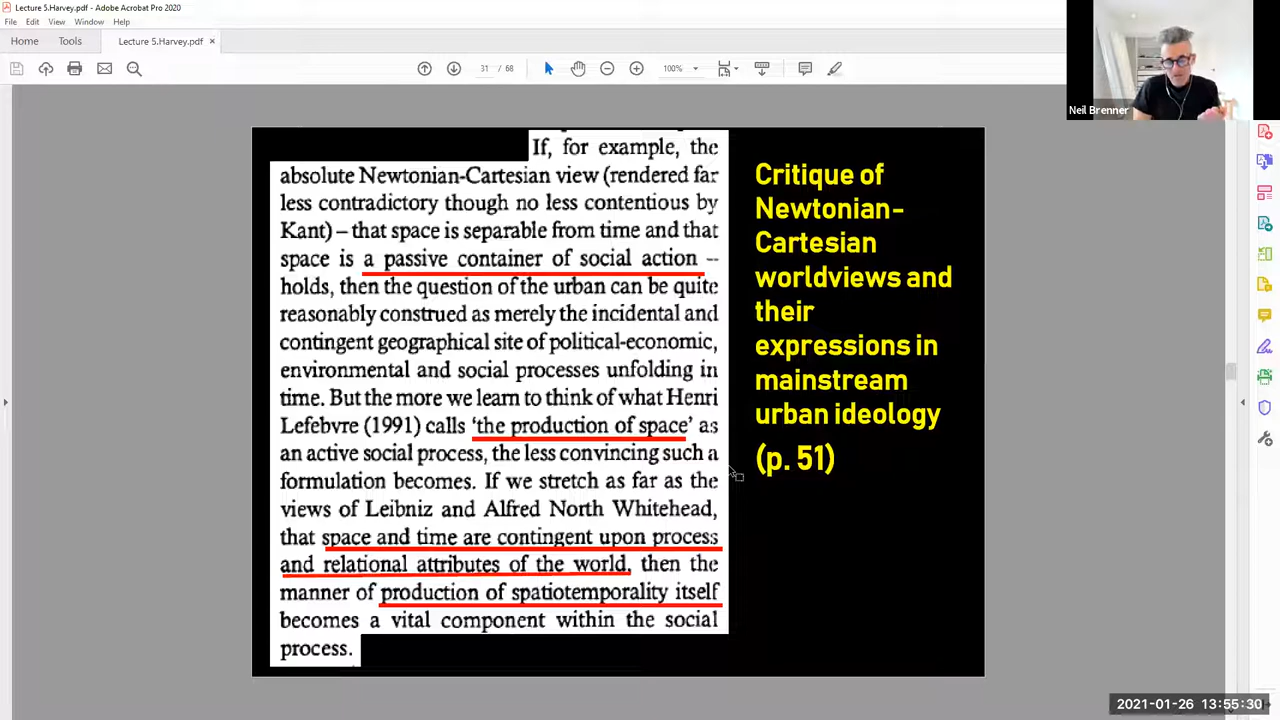 Lecture 5.Harvey.pdf - Adobe Acrobat Pro 2020
File Edit View Window Help
Home Tools Lecture 5.Harvey.pdf ×
31 / 68 100%
Neil Brenner
If, for example, the
absolute Newtonian-Cartesian view (rendered far
less contradictory though no less contentious by
Kant) – that space is separable from time and that
space is a passive container of social action –
holds, then the question of the urban can be quite
reasonably construed as merely the incidental and
contingent geographical site of political-economic,
environmental and social processes unfolding in
time. But the more we learn to think of what Henri
Lefebvre (1991) calls ‘the production of space’ as
an active social process, the less convincing such a
formulation becomes. If we stretch as far as the
views of Leibniz and Alfred North Whitehead,
that space and time are contingent upon process
and relational attributes of the world, then the
manner of production of spatiotemporality itself
becomes a vital component within the social
process.
Critique of
Newtonian-
Cartesian
worldviews and
their
expressions in
mainstream
urban ideology
(p. 51)
2021-01-26 13:55:30